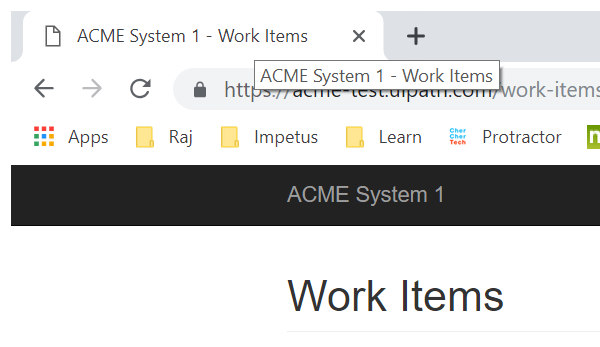 ACME System 1 - Work Items
ACME System 1 - Work Items
https://acme-test.uipath.com/work-items
Apps Raj Impetus Learn Cher Cher Tech Protractor n
ACME System 1
Work Items